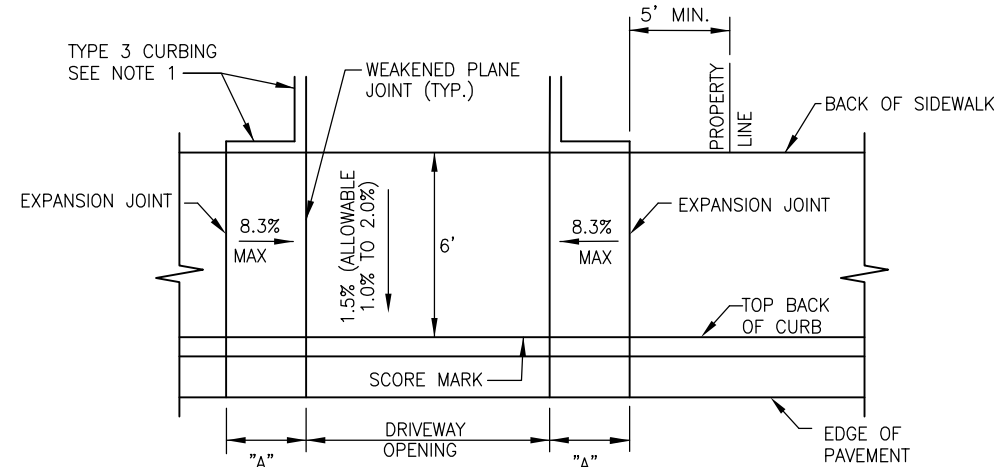 5' MIN.
TYPE 3 CURBING
SEE NOTE 1
WEAKENED PLANE
JOINT (TYP.)
PROPERTY
LINE
BACK OF SIDEWALK
EXPANSION JOINT
8.3%
MAX
1.5% (ALLOWABLE
1.0% TO 2.0%)
6'
8.3%
MAX
EXPANSION JOINT
TOP BACK
OF CURB
SCORE MARK
DRIVEWAY
OPENING
"A"
"A"
EDGE OF
PAVEMENT